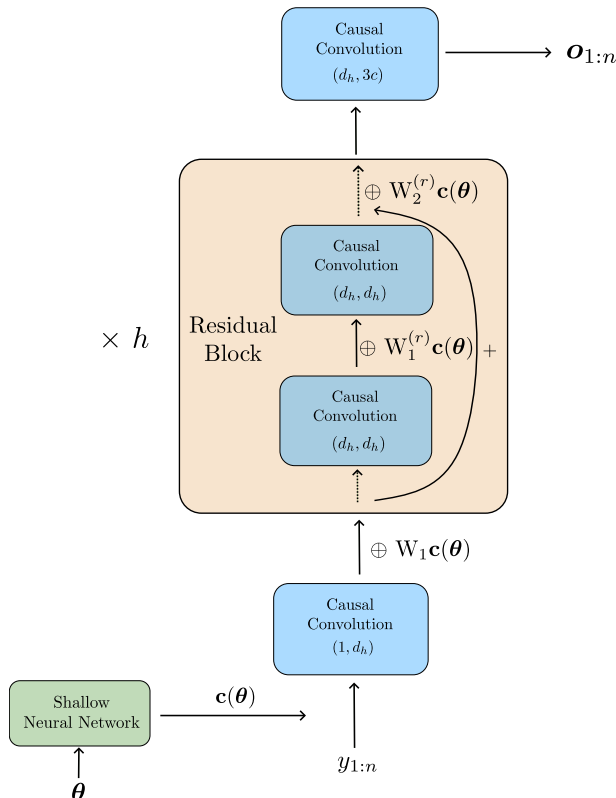 Causal
Convolution
(d_h, 3c)
𝒐_{1:n}
⊕ W_2^{(r)} 𝐜(𝜽)
Causal
Convolution
(d_h, d_h)
× h
Residual
Block
⊕ W_1^{(r)} 𝐜(𝜽) +
Causal
Convolution
(d_h, d_h)
⊕ W_1 𝐜(𝜽)
Causal
Convolution
(1, d_h)
Shallow
Neural Network
𝐜(𝜽)
y_{1:n}
𝜽